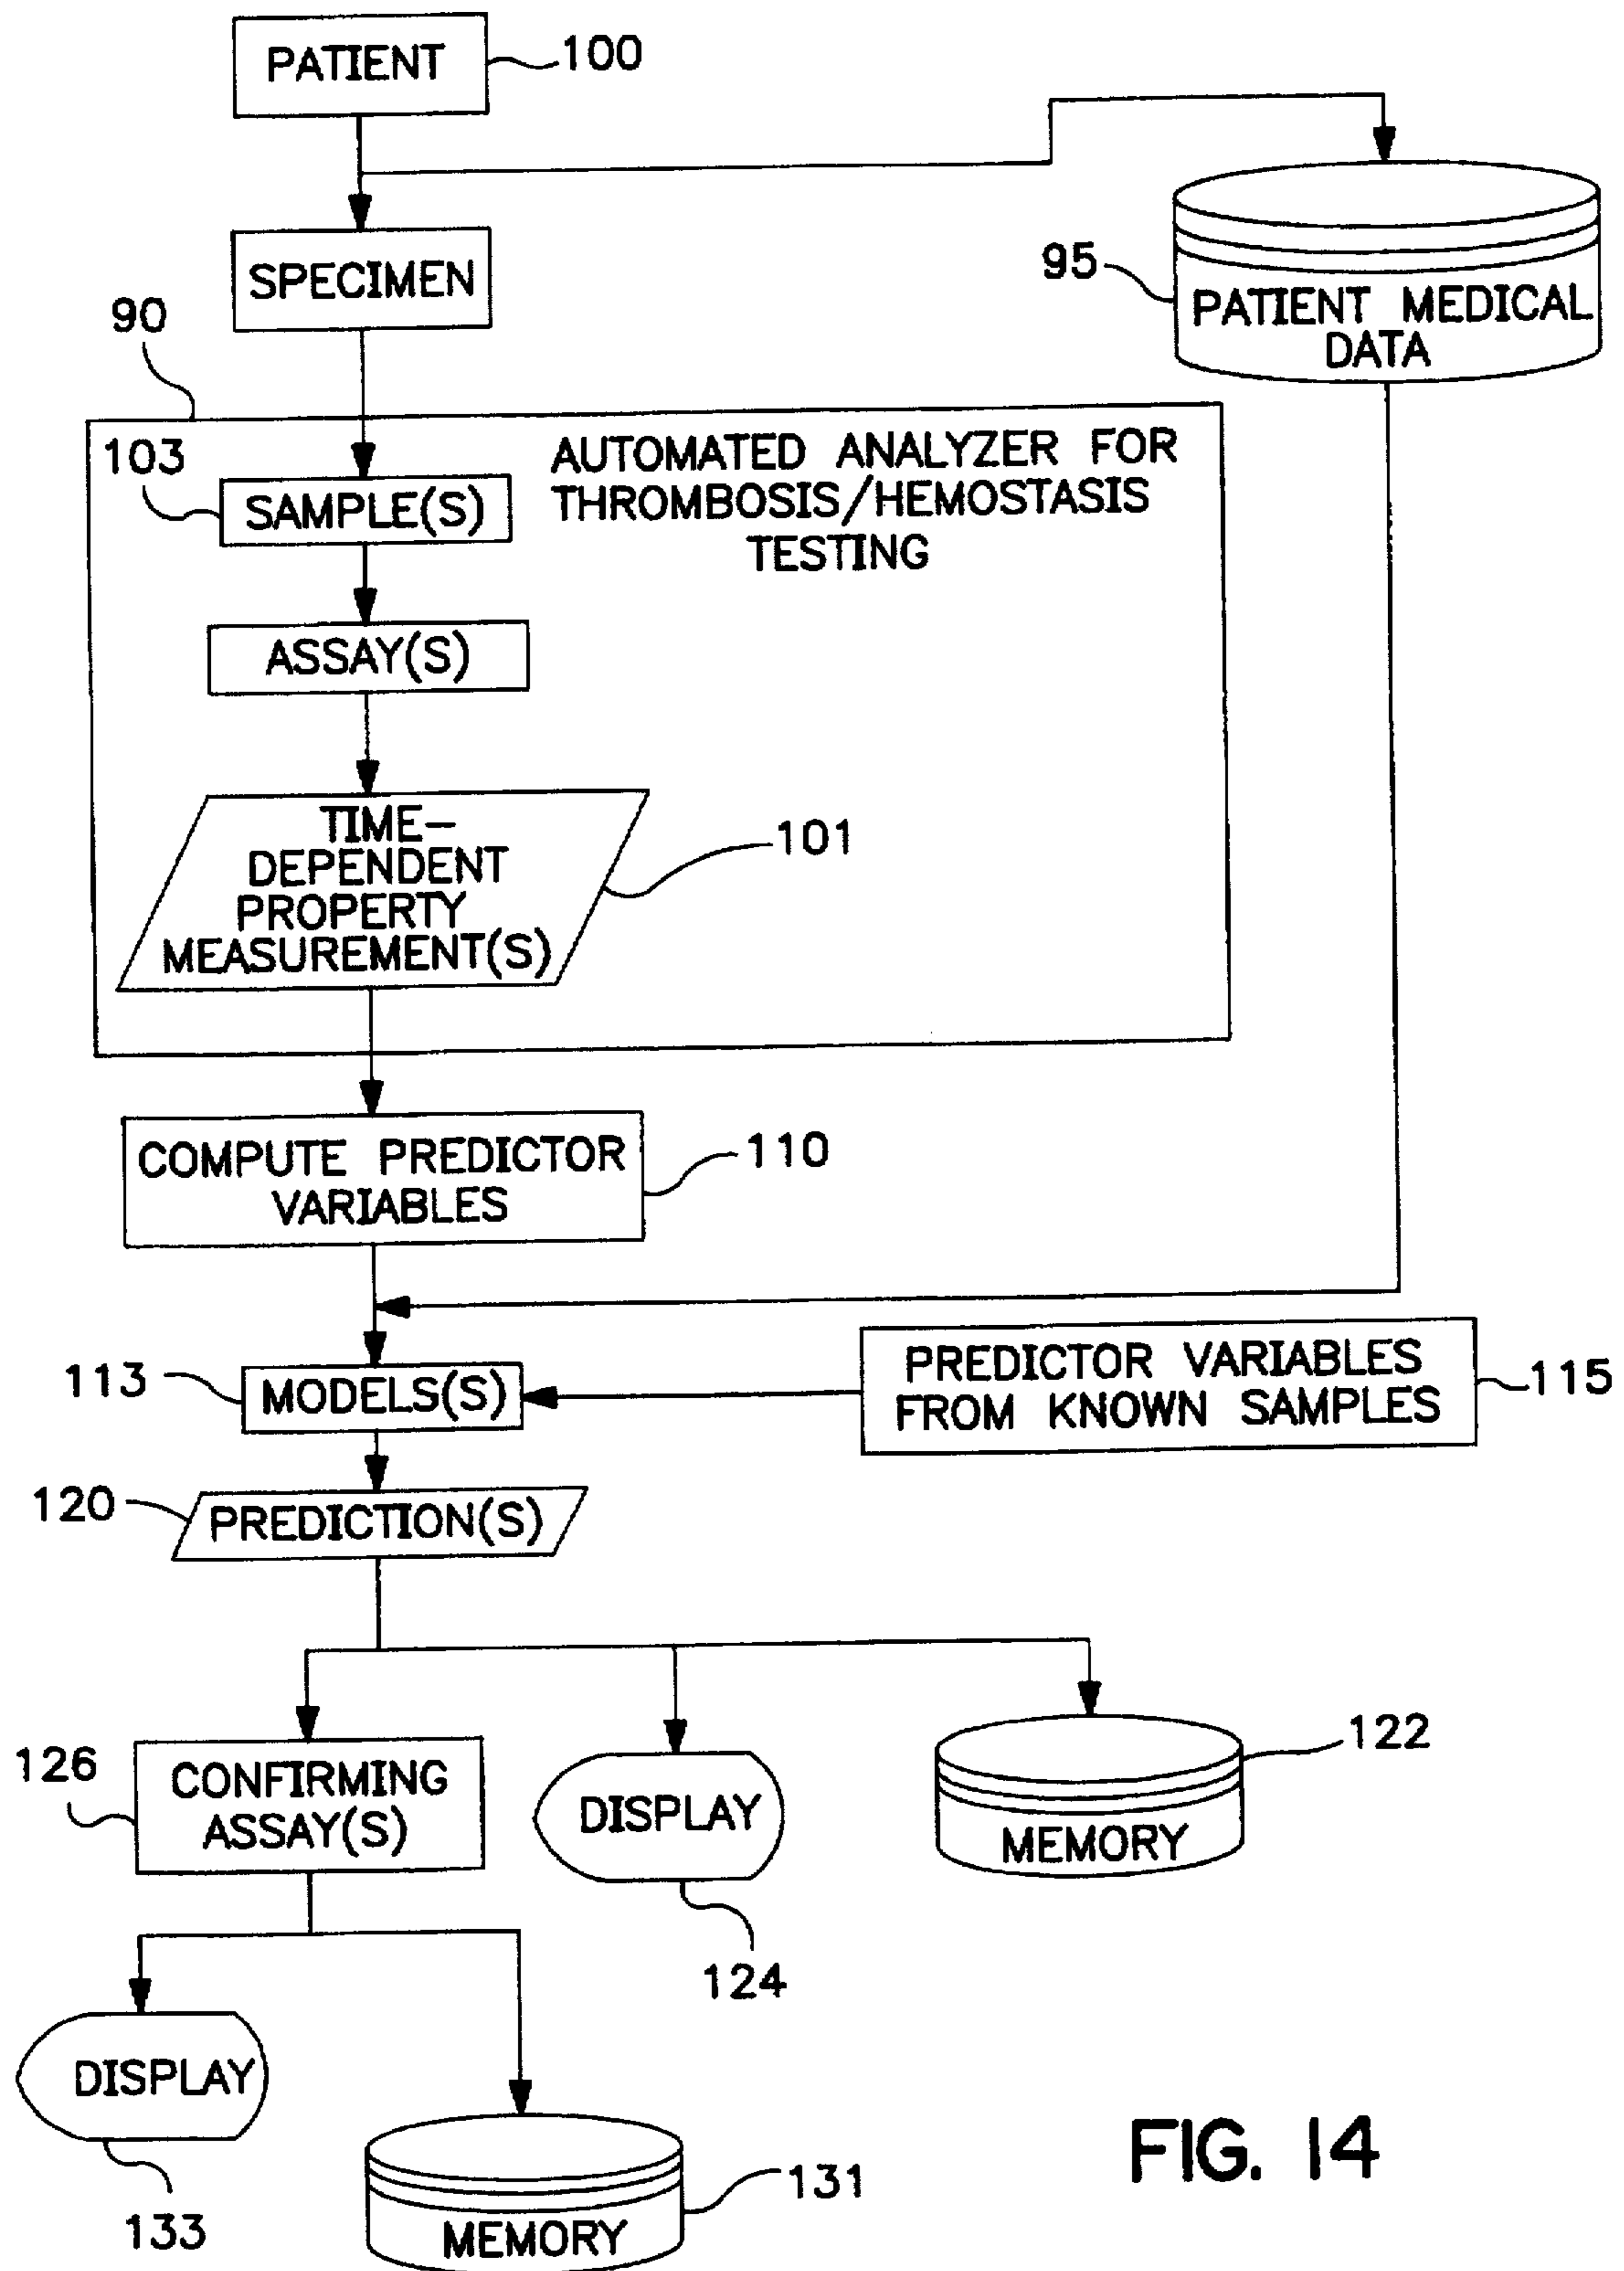 PATIENT
100
SPECIMEN
95
PATIENT MEDICAL
DATA
90
103
SAMPLE(S)
AUTOMATED ANALYZER FOR
THROMBOSIS/HEMOSTASIS
TESTING
ASSAY(S)
TIME-
DEPENDENT
PROPERTY
MEASUREMENT(S)
101
COMPUTE PREDICTOR
VARIABLES
110
113
MODELS(S)
PREDICTOR VARIABLES
FROM KNOWN SAMPLES
115
120
PREDICTION(S)
126
CONFIRMING
ASSAY(S)
DISPLAY
124
122
MEMORY
DISPLAY
133
131
MEMORY
FIG. 14